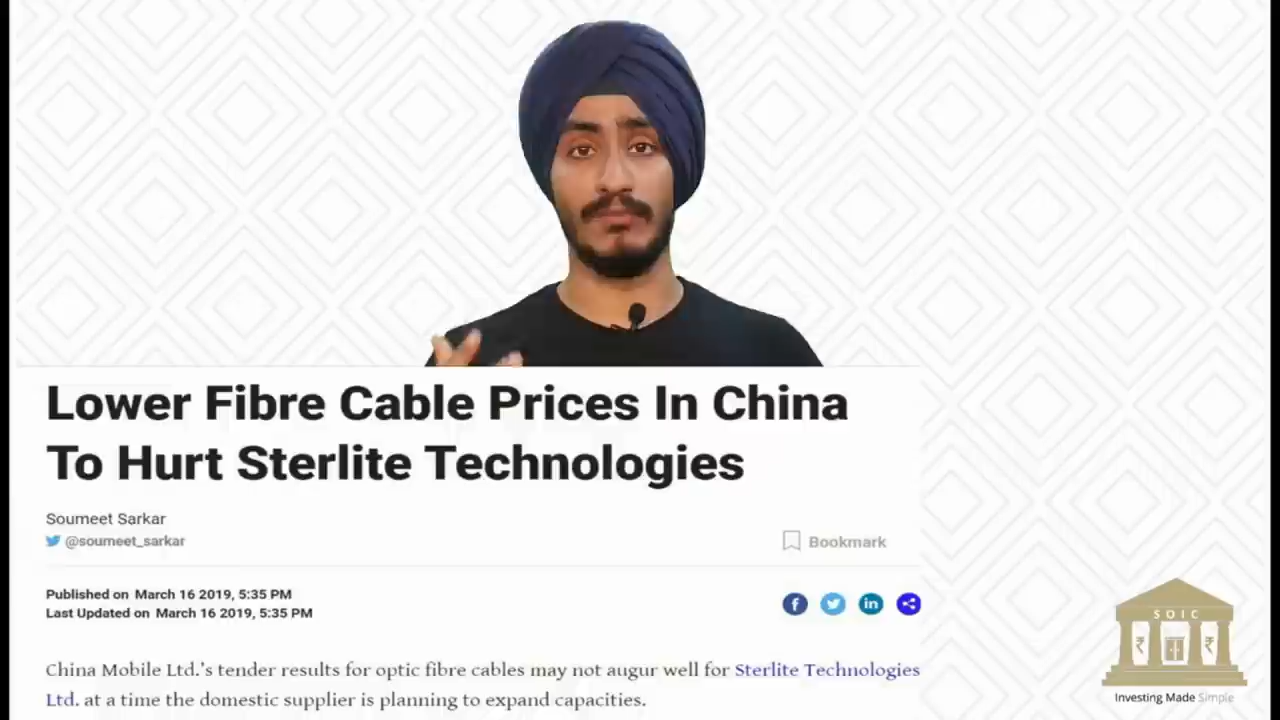 Lower Fibre Cable Prices In China
To Hurt Sterlite Technologies
Soumeet Sarkar
@soumeet_sarkar
Bookmark
Published on March 16 2019, 5:35 PM
Last Updated on March 16 2019, 5:35 PM
China Mobile Ltd.'s tender results for optic fibre cables may not augur well for Sterlite Technologies
Ltd. at a time the domestic supplier is planning to expand capacities.
SOIC
Investing Made Simple